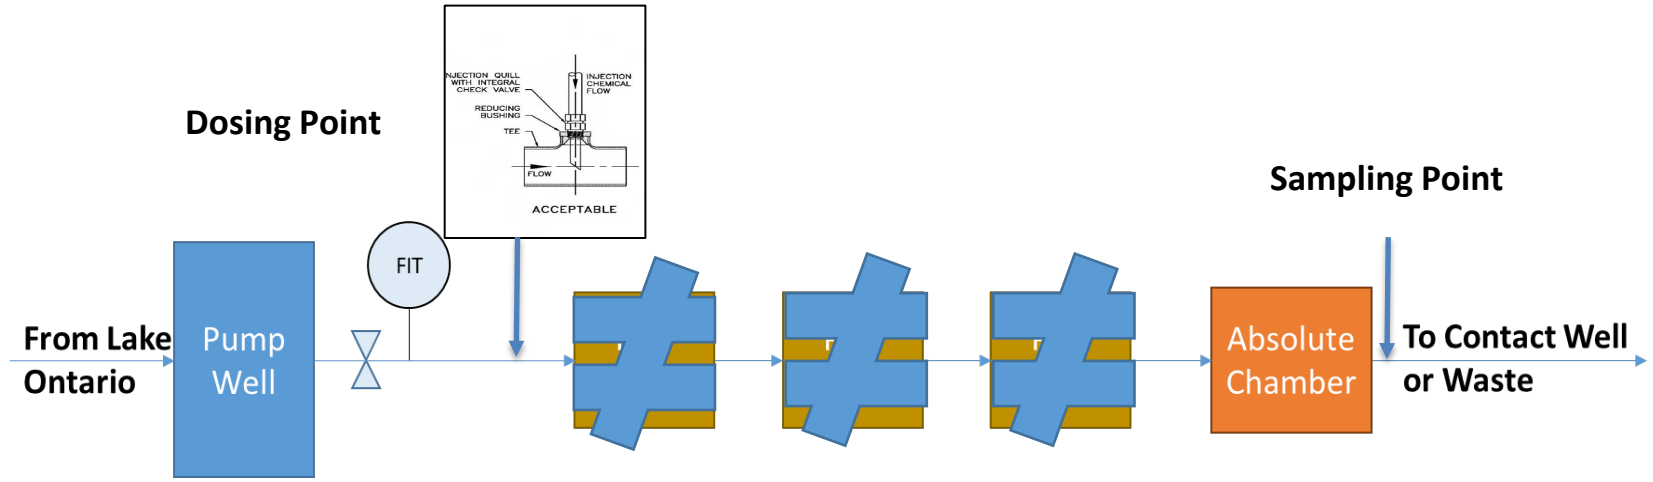 NJECTION QUILL
WITH INTEGRAL
CHECK VALVE
INJECTION
CHEMICAL
FLOW
REDUCING
BUSHING
TEE
FLOW
ACCEPTABLE
Dosing Point
Sampling Point
FIT
From Lake
Ontario
Pump
Well
Absolute
Chamber
To Contact Well
or Waste